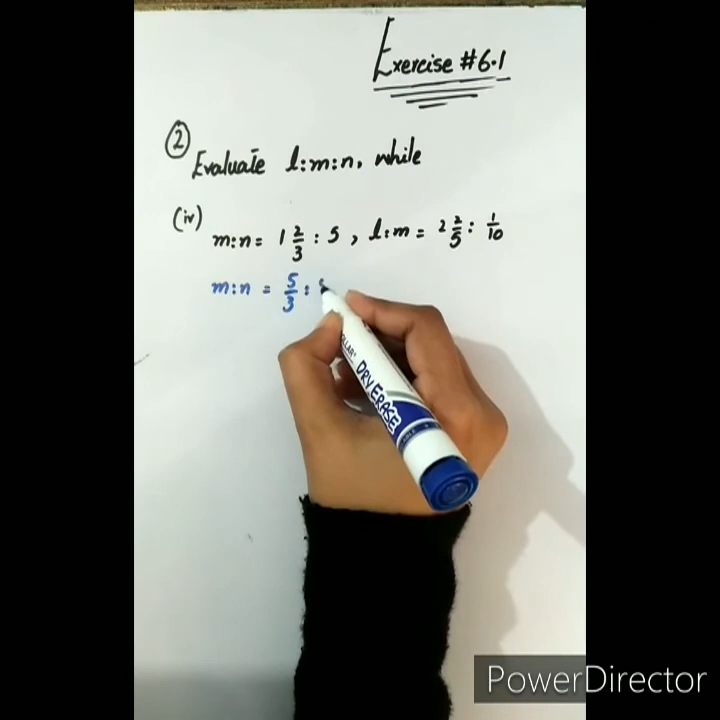 Exercise #6.1
② Evaluate l:m:n, while
(iv) m:n = 1 2/3 : 5 , l:m = 2 2/5 : 1/10
m:n = 5/3 :
DRY ERASE
PowerDirector